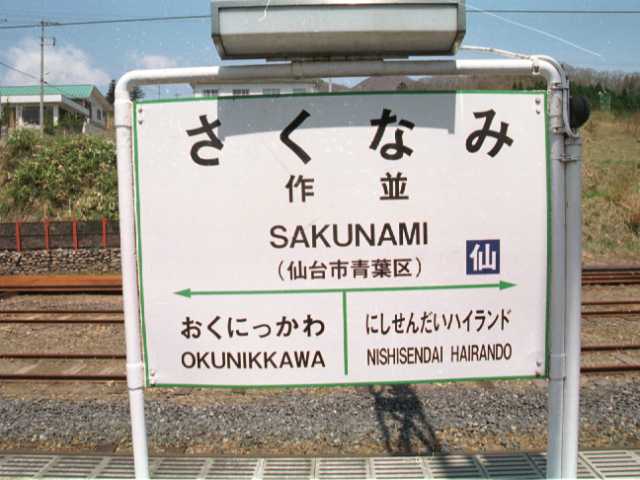 さくなみ
作並
SAKUNAMI
(仙台市青葉区)
仙
おくにっかわ
OKUNIKKAWA
にしせんだいハイランド
NISHISENDAI HAIRANDO